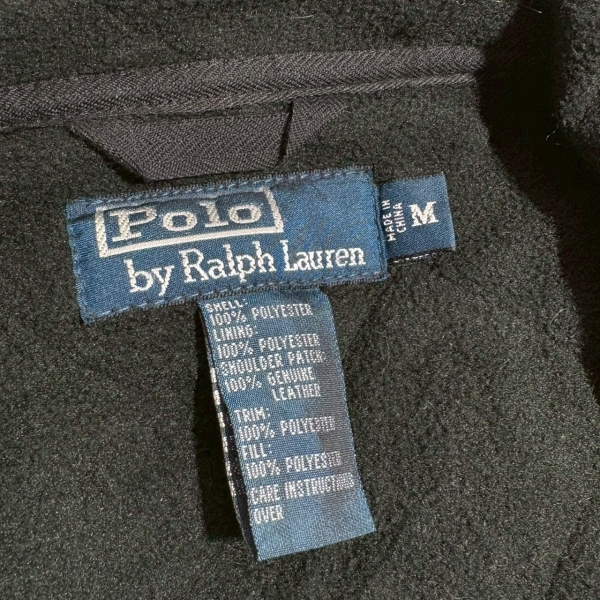 Polo
by Ralph Lauren
MADE IN
CHINA
M
SHELL:
100% POLYESTER
LINING:
100% POLYESTER
SHOULDER PATCH:
100% GENUINE
LEATHER
TRIM:
100% POLYESTER
FILL:
100% POLYESTER
CARE INSTRUCTIONS
OVER